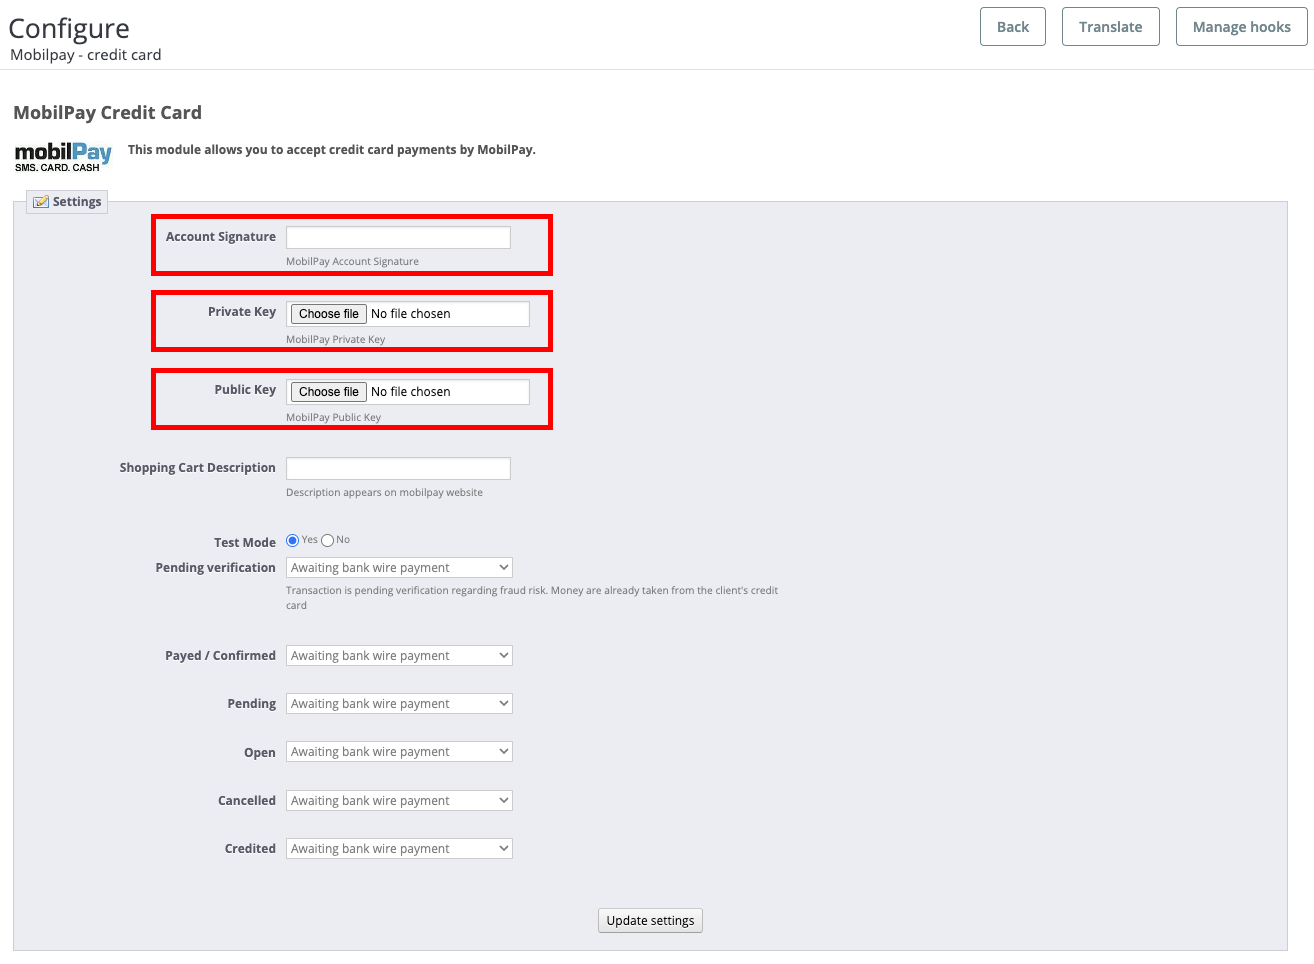 Configure
Mobilpay - credit card
Back
Translate
Manage hooks
MobilPay Credit Card
mobilPay
SMS. CARD. CASH
This module allows you to accept credit card payments by MobilPay.
Settings
Account Signature
MobilPay Account Signature
Private Key
Choose file No file chosen
MobilPay Private Key
Public Key
Choose file No file chosen
MobilPay Public Key
Shopping Cart Description
Description appears on mobilpay website
Test Mode
Yes No
Pending verification
Awaiting bank wire payment
Transaction is pending verification regarding fraud risk. Money are already taken from the client's credit
card
Payed / Confirmed
Awaiting bank wire payment
Pending
Awaiting bank wire payment
Open
Awaiting bank wire payment
Cancelled
Awaiting bank wire payment
Credited
Awaiting bank wire payment
Update settings